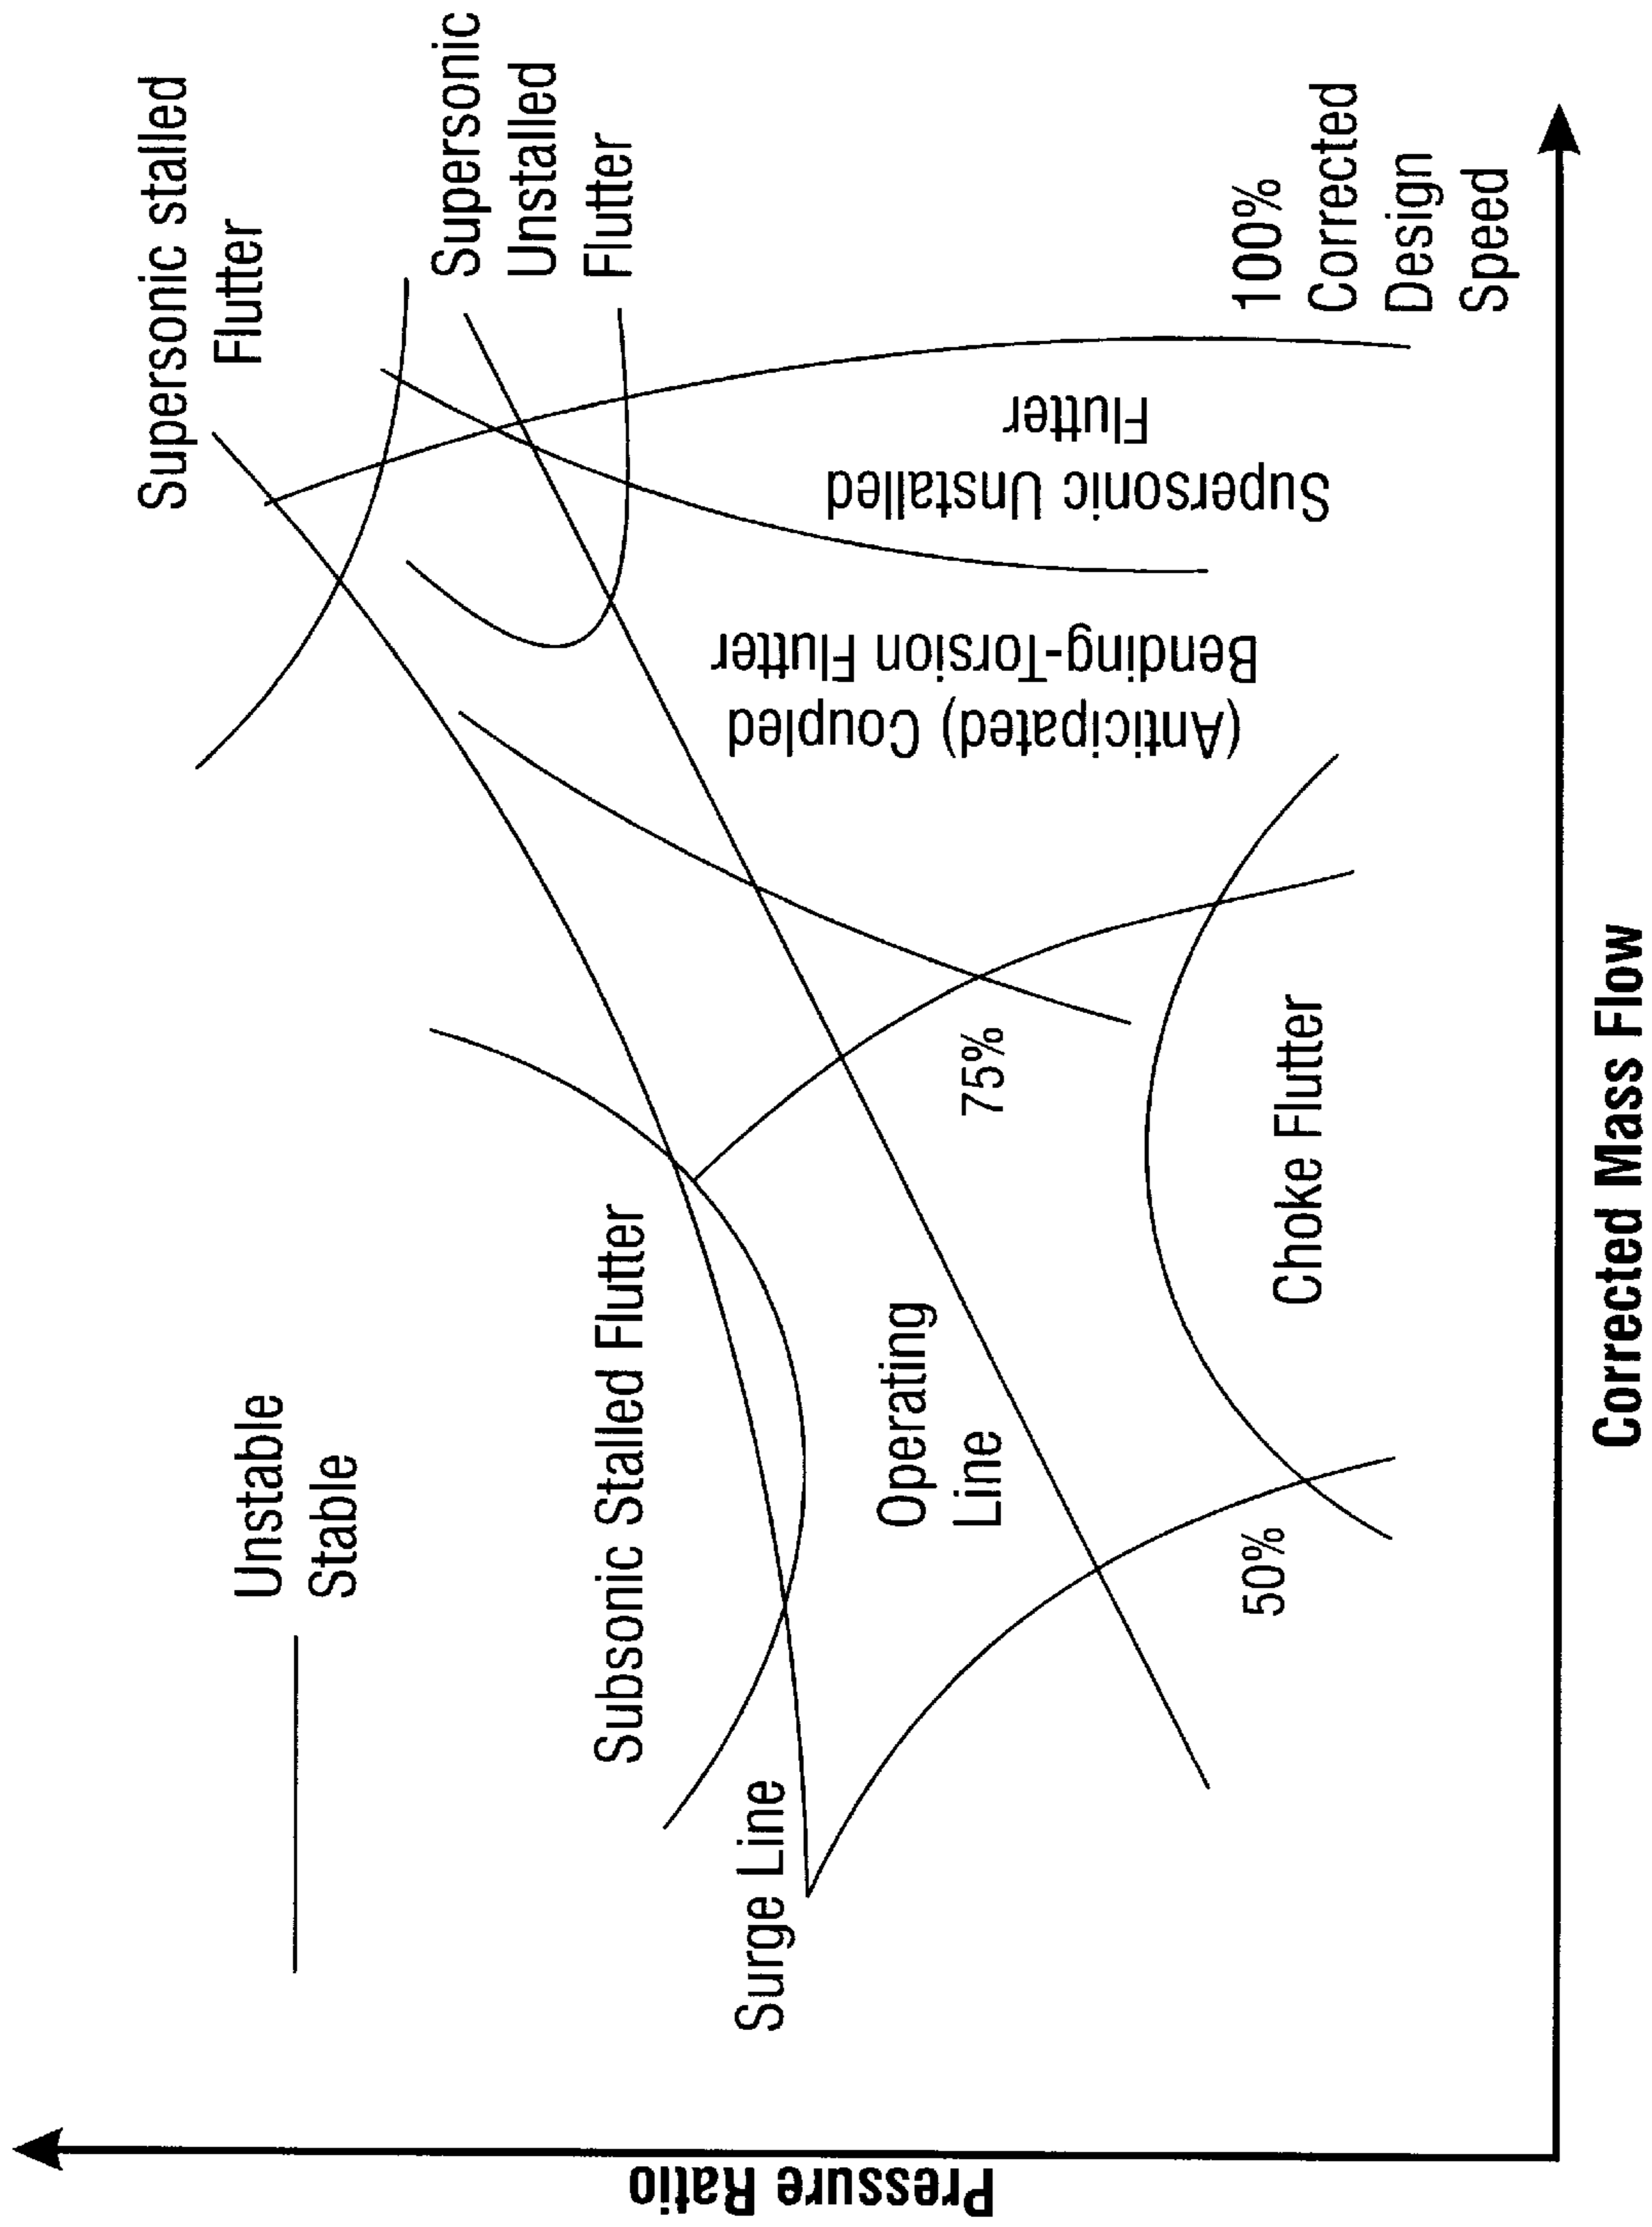 Supersonic stalled
Flutter
Supersonic
Unstalled
Flutter
Unstable
Stable
Subsonic Stalled Flutter
Surge Line
Operating
Line
(Anticipated) Coupled
Bending-Torsion Flutter
Supersonic Unstalled
Flutter
75%
50%
Choke Flutter
100%
Corrected
Design
Speed
Pressure Ratio
Corrected Mass Flow